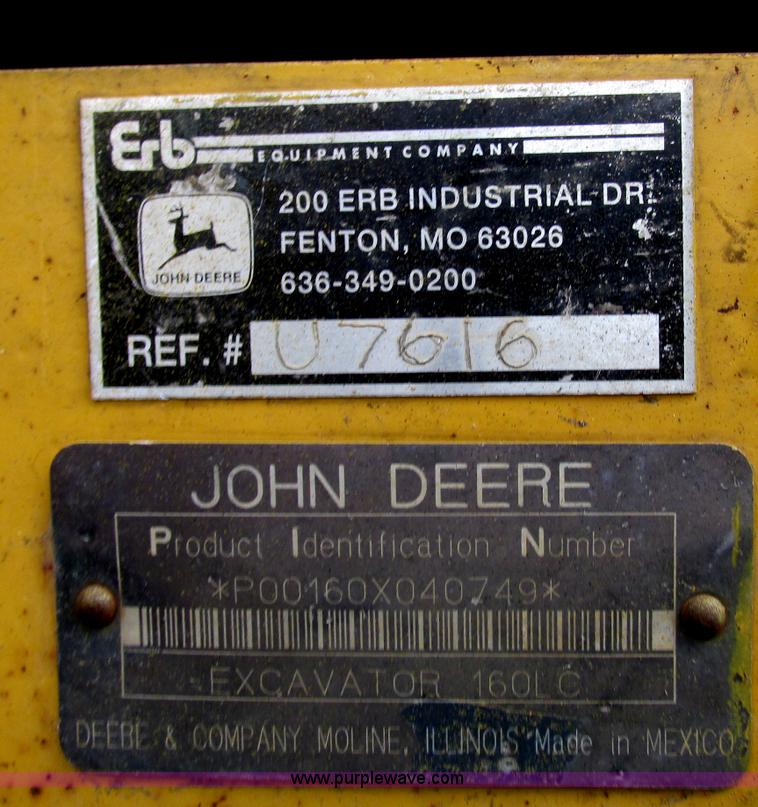 Erb
EQUIPMENT COMPANY
200 ERB INDUSTRIAL DR.
FENTON, MO 63026
JOHN DEERE
636-349-0200
REF. # U7616
JOHN DEERE
Product Identification Number
*P00160X040749*
EXCAVATOR 160LC
DEERE & COMPANY MOLINE, ILLINOIS Made in MEXICO
www.purplewave.com